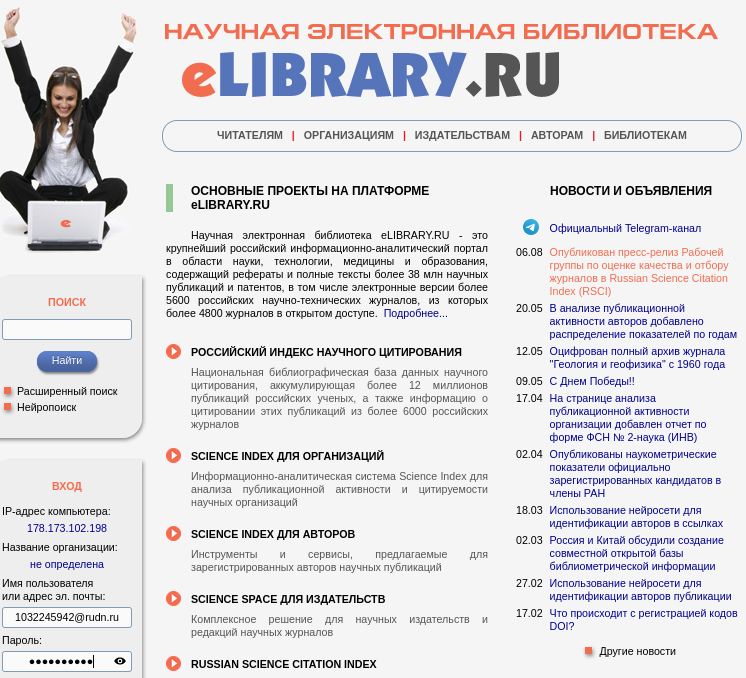 НАУЧНАЯ ЭЛЕКТРОННАЯ БИБЛИОТЕКА
eLIBRARY.RU
ЧИТАТЕЛЯМ | ОРГАНИЗАЦИЯМ | ИЗДАТЕЛЬСТВАМ | АВТОРАМ | БИБЛИОТЕКАМ
e
ПОИСК
Найти
Расширенный поиск
Нейропоиск
ВХОД
IP-адрес компьютера:
178.173.102.198
Название организации:
не определена
Имя пользователя
или адрес эл. почты:
1032245942@rudn.ru
Пароль:
●●●●●●●●●●
ОСНОВНЫЕ ПРОЕКТЫ НА ПЛАТФОРМЕ
eLIBRARY.RU
Научная электронная библиотека eLIBRARY.RU - это
крупнейший российский информационно-аналитический портал
в области науки, технологии, медицины и образования,
содержащий рефераты и полные тексты более 38 млн научных
публикаций и патентов, в том числе электронные версии более
5600 российских научно-технических журналов, из которых
более 4800 журналов в открытом доступе. Подробнее...
РОССИЙСКИЙ ИНДЕКС НАУЧНОГО ЦИТИРОВАНИЯ
Национальная библиографическая база данных научного
цитирования, аккумулирующая более 12 миллионов
публикаций российских ученых, а также информацию о
цитировании этих публикаций из более 6000 российских
журналов
SCIENCE INDEX ДЛЯ ОРГАНИЗАЦИЙ
Информационно-аналитическая система Science Index для
анализа публикационной активности и цитируемости
научных организаций
SCIENCE INDEX ДЛЯ АВТОРОВ
Инструменты и сервисы, предлагаемые для
зарегистрированных авторов научных публикаций
SCIENCE SPACE ДЛЯ ИЗДАТЕЛЬСТВ
Комплексное решение для научных издательств и
редакций научных журналов
RUSSIAN SCIENCE CITATION INDEX
НОВОСТИ И ОБЪЯВЛЕНИЯ
Официальный Telegram-канал
06.08 Опубликован пресс-релиз Рабочей
группы по оценке качества и отбору
журналов в Russian Science Citation
Index (RSCI)
20.05 В анализе публикационной
активности авторов добавлено
распределение показателей по годам
12.05 Оцифрован полный архив журнала
"Геология и геофизика" с 1960 года
09.05 С Днем Победы!!
17.04 На странице анализа
публикационной активности
организации добавлен отчет по
форме ФСН № 2-наука (ИНВ)
02.04 Опубликованы наукометрические
показатели официально
зарегистрированных кандидатов в
члены РАН
18.03 Использование нейросети для
идентификации авторов в ссылках
02.03 Россия и Китай обсудили создание
совместной открытой базы
библиометрической информации
27.02 Использование нейросети для
идентификации авторов публикации
17.02 Что происходит с регистрацией кодов
DOI?
Другие новости